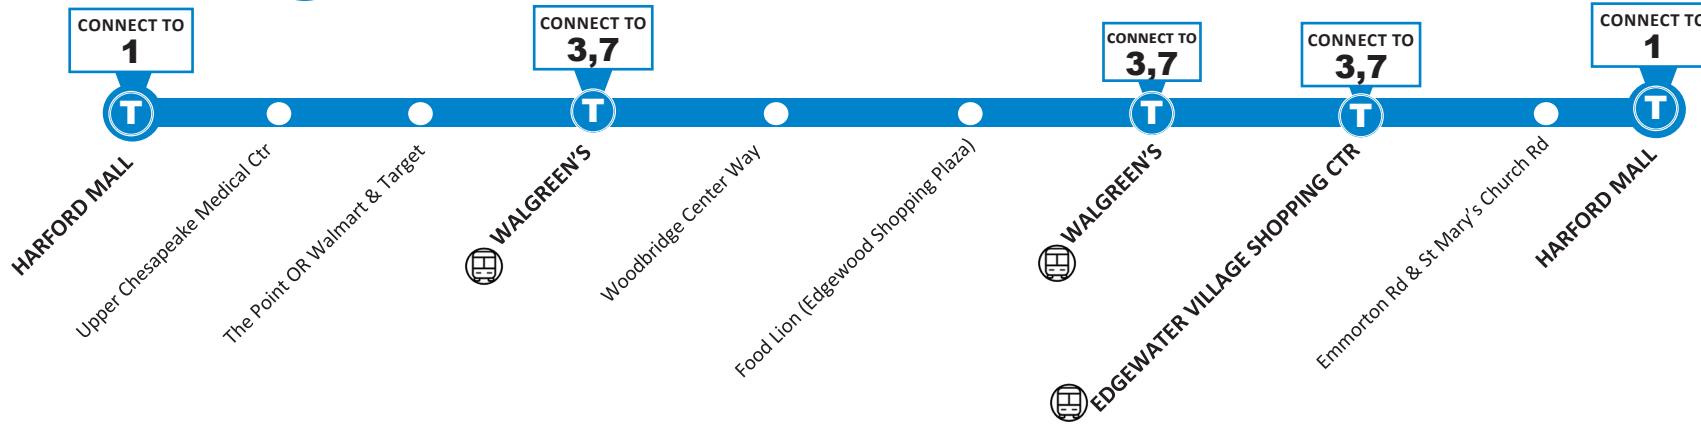 CONNECT TO
1
CONNECT TO
3,7
CONNECT TO
3,7
CONNECT TO
3,7
CONNECT TO
1
T
T
T
T
T
HARFORD MALL
Upper Chesapeake Medical Ctr
The Point OR Walmart & Target
WALGREEN'S
Woodbridge Center Way
Food Lion (Edgewood Shopping Plaza)
WALGREEN'S
EDGEWATER VILLAGE SHOPPING CTR
Emmorton Rd & St Mary's Church Rd
HARFORD MALL